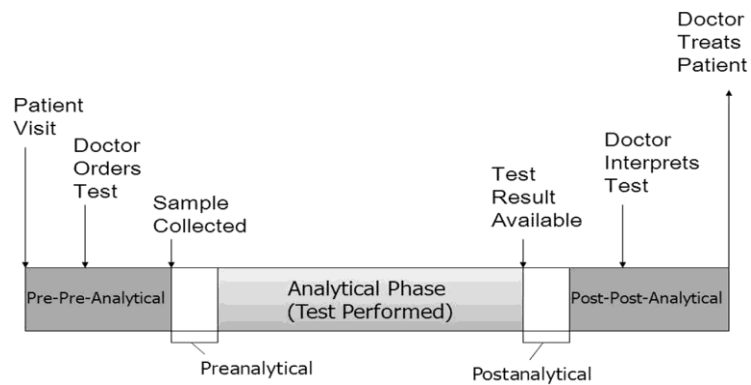 Doctor
Treats
Patient
Patient
Visit
Doctor
Orders
Test
Sample
Collected
Test
Result
Available
Doctor
Interprets
Test
Pre-Pre-Analytical
Analytical Phase
(Test Performed)
Post-Post-Analytical
Preanalytical
Postanalytical